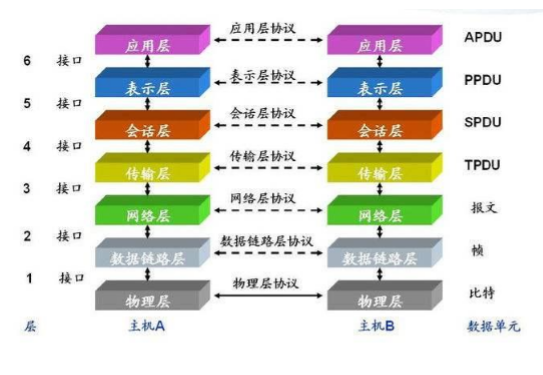 应用层 应用层协议 应用层 APDU
6 接口
表示层 表示层协议 表示层 PPDU
5 接口
会话层 会话层协议 会话层 SPDU
4 接口
传输层 传输层协议 传输层 TPDU
3 接口
网络层 网络层协议 网络层 报文
2 接口
数据链路层 数据链路层协议 数据链路层 帧
1 接口
物理层 物理层协议 物理层 比特
层 主机A 主机B 数据单元